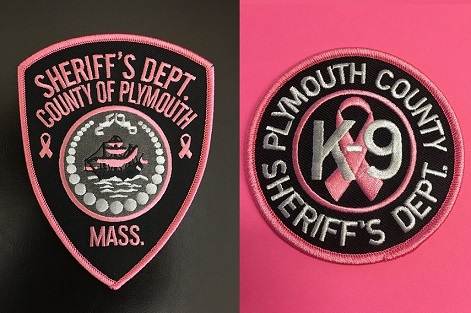 SHERIFF'S DEPT.
COUNTY OF PLYMOUTH
MASS.
PLYMOUTH COUNTY
K-9
SHERIFF'S DEPT.